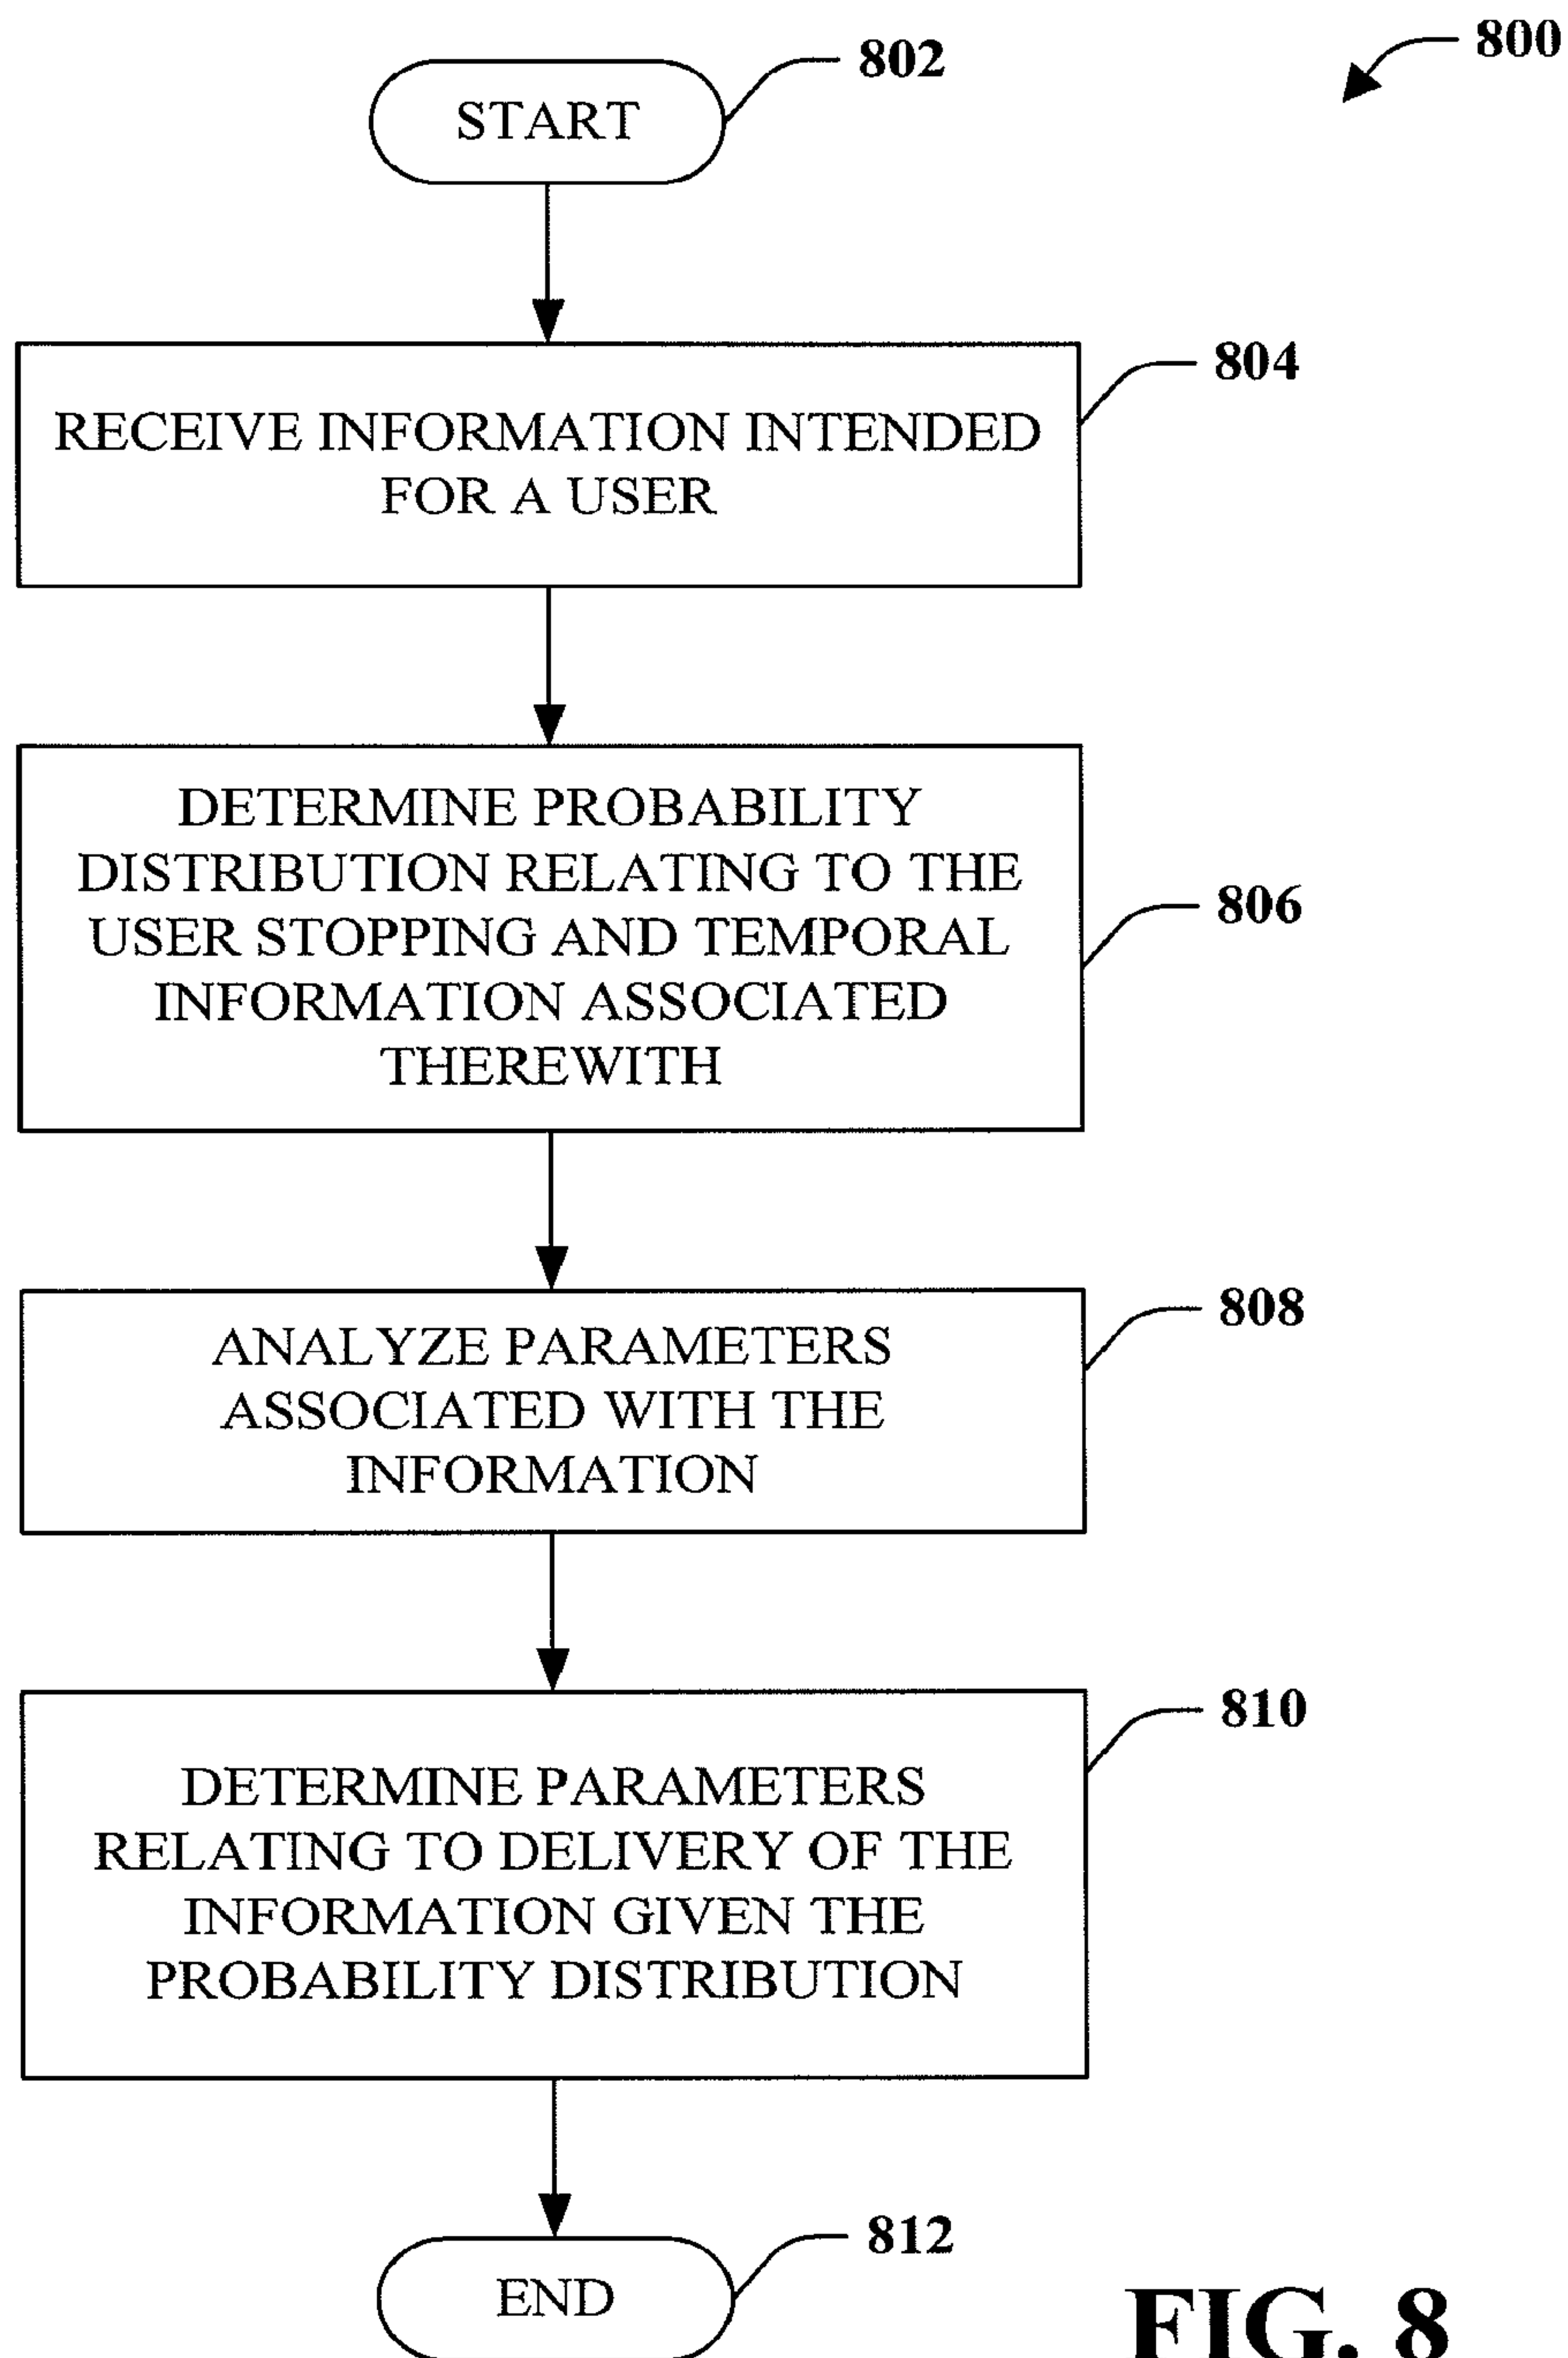 800
802
START
804
RECEIVE INFORMATION INTENDED
FOR A USER
DETERMINE PROBABILITY
DISTRIBUTION RELATING TO THE
USER STOPPING AND TEMPORAL
INFORMATION ASSOCIATED
THEREWITH
806
808
ANALYZE PARAMETERS
ASSOCIATED WITH THE
INFORMATION
810
DETERMINE PARAMETERS
RELATING TO DELIVERY OF THE
INFORMATION GIVEN THE
PROBABILITY DISTRIBUTION
812
END
FIG. 8